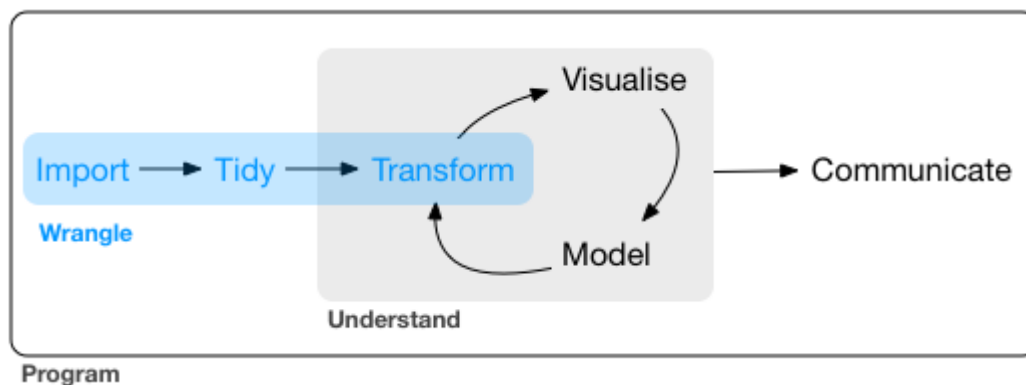 Visualise
Import
Tidy
Transform
Communicate
Wrangle
Model
Understand
Program